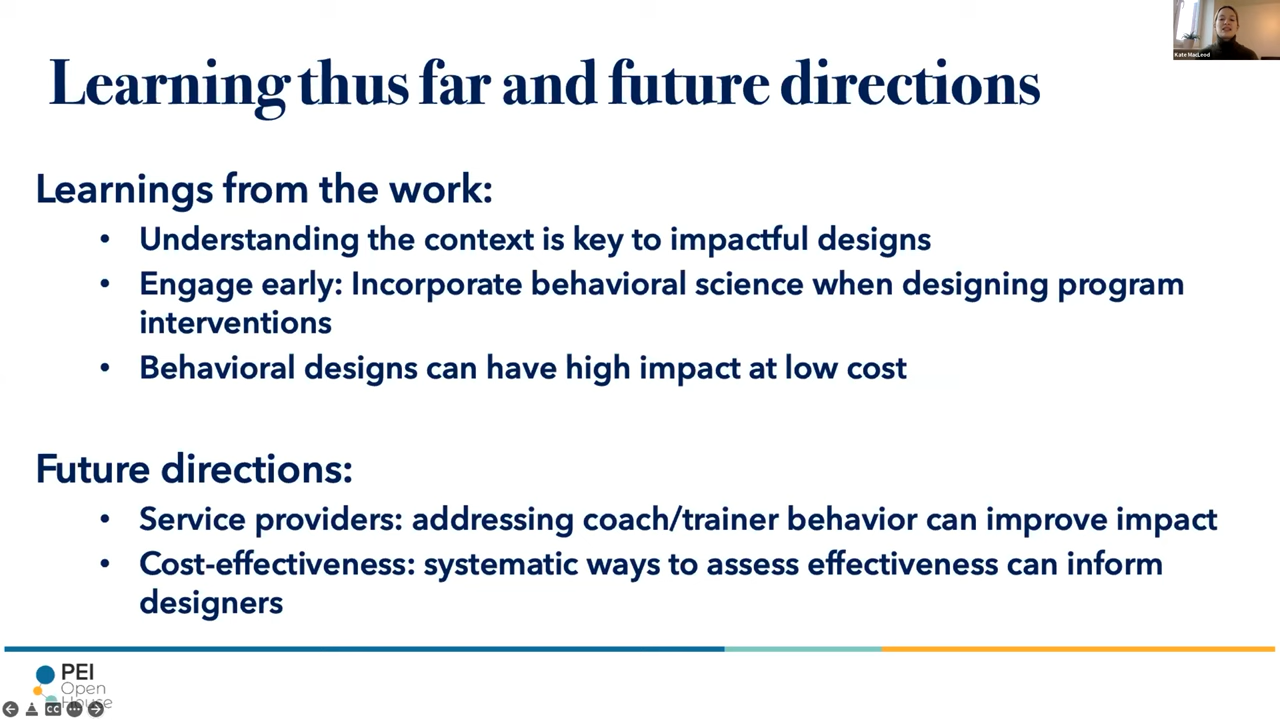 Kate MacLeod
Learning thus far and future directions
Learnings from the work:
• Understanding the context is key to impactful designs
• Engage early: Incorporate behavioral science when designing program
interventions
• Behavioral designs can have high impact at low cost
Future directions:
• Service providers: addressing coach/trainer behavior can improve impact
• Cost-effectiveness: systematic ways to assess effectiveness can inform
designers
PEI
Open
House
CC